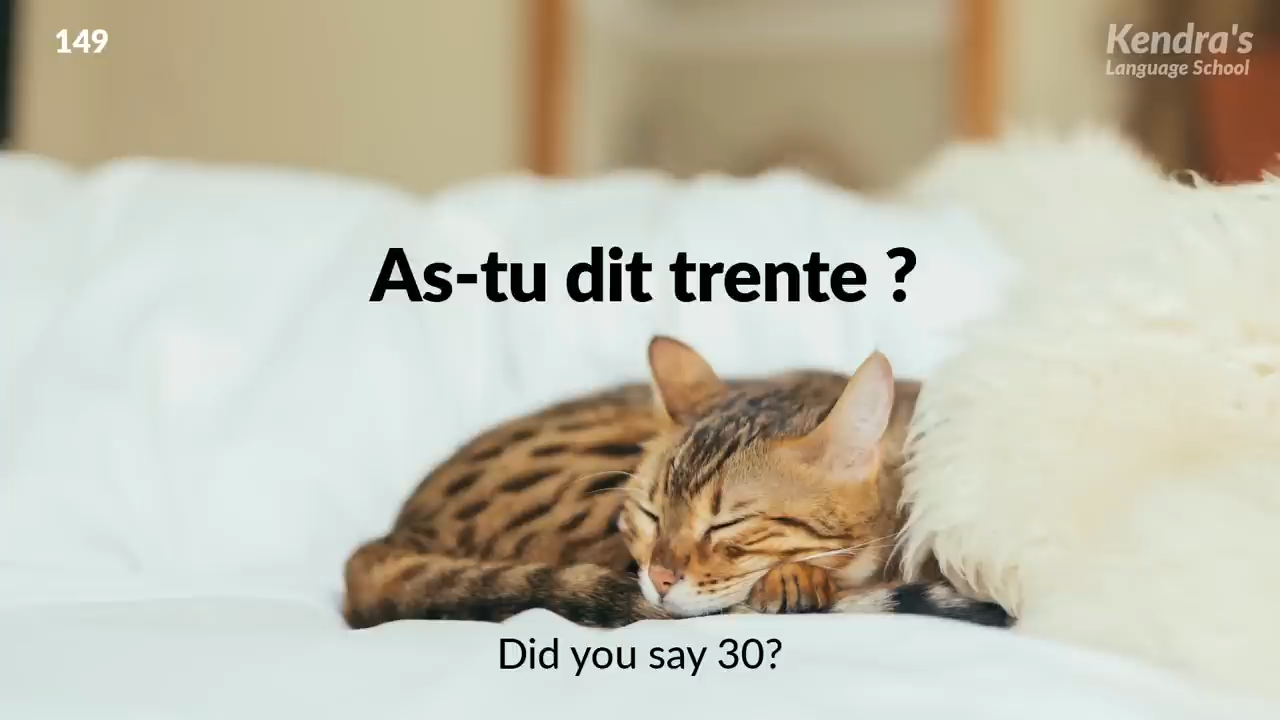 149
Kendra's
Language School
As-tu dit trente ?
Did you say 30?